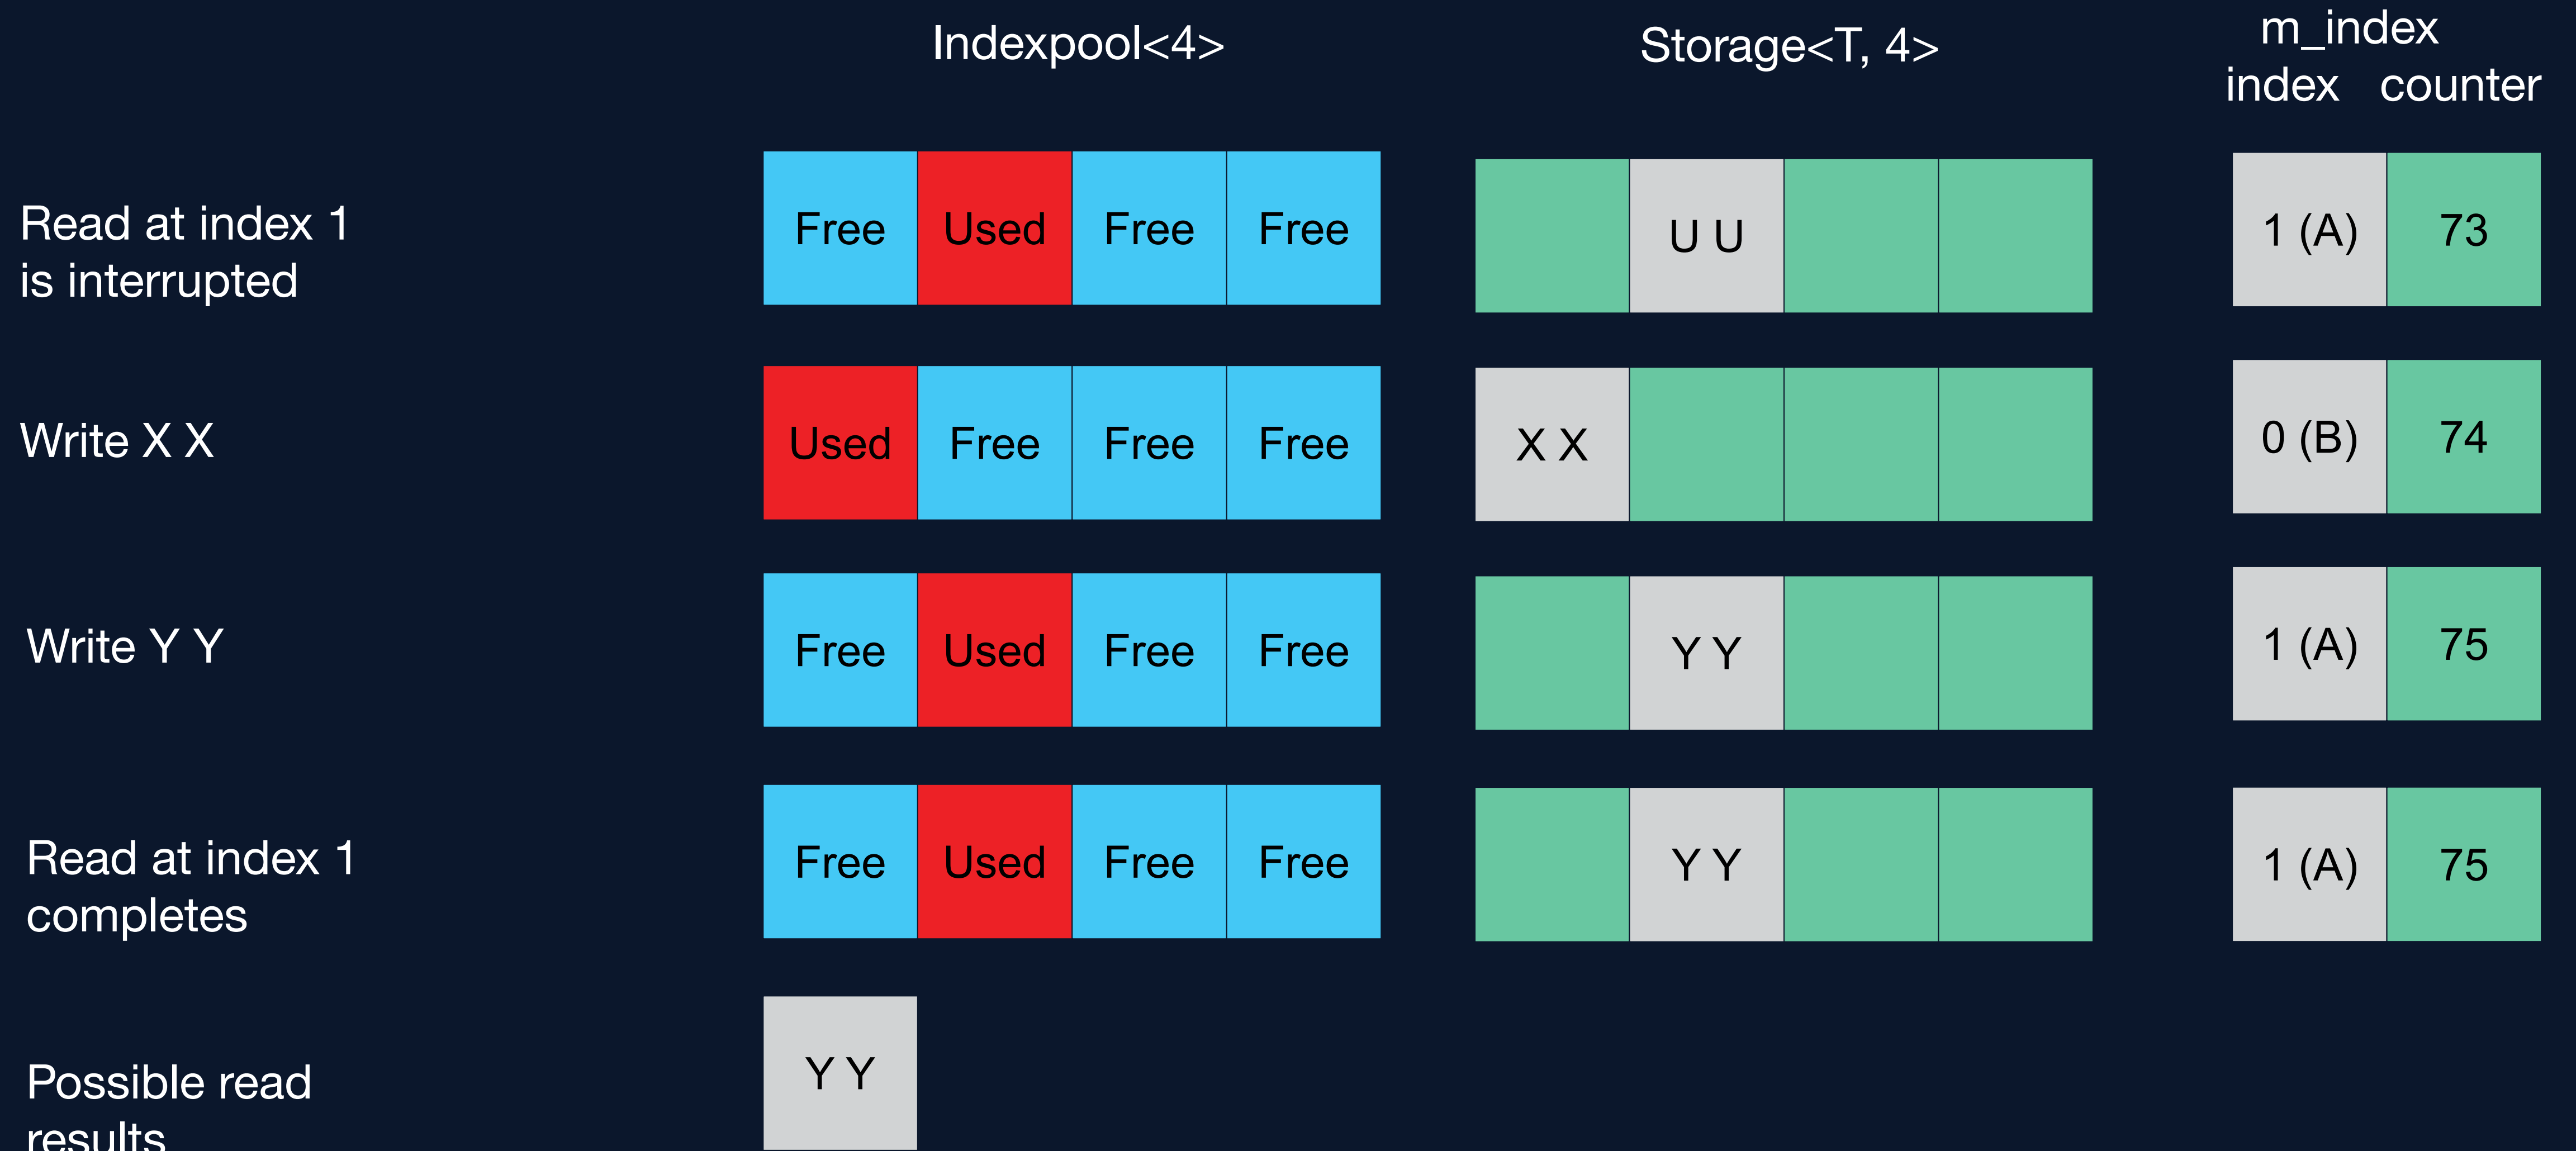 Indexpool<4> Storage<T, 4> m_index
index counter
Read at index 1
is interrupted
Free Used Free Free
U U
1 (A) 73
Write X X
Used Free Free Free
X X
0 (B) 74
Write Y Y
Free Used Free Free
Y Y
1 (A) 75
Read at index 1
completes
Free Used Free Free
Y Y
1 (A) 75
Possible read
results
Y Y